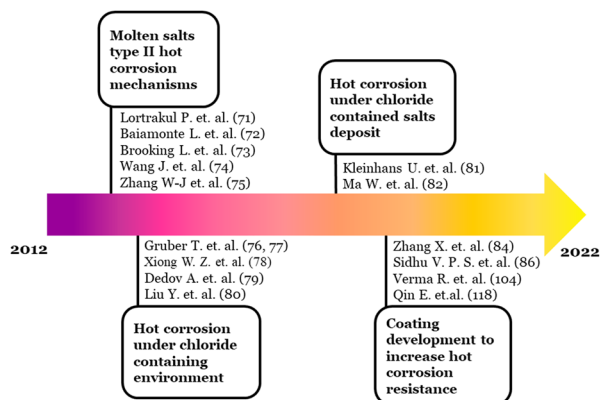 Molten salts
type II hot
corrosion
mechanisms
Lortrakul P. et. al. (71)
Baiamonte L. et. al. (72)
Brooking L. et. al. (73)
Wang J. et. al. (74)
Zhang W-J et. al. (75)
Hot corrosion
under chloride
contained salts
deposit
Kleinhans U. et. al. (81)
Ma W. et. al. (82)
2012
2022
Gruber T. et. al. (76, 77)
Xiong W. Z. et. al. (78)
Dedov A. et. al. (79)
Liu Y. et. al. (80)
Hot corrosion
under chloride
containing
environment
Zhang X. et. al. (84)
Sidhu V. P. S. et. al. (86)
Verma R. et. al. (104)
Qin E. et.al. (118)
Coating
development to
increase hot
corrosion
resistance